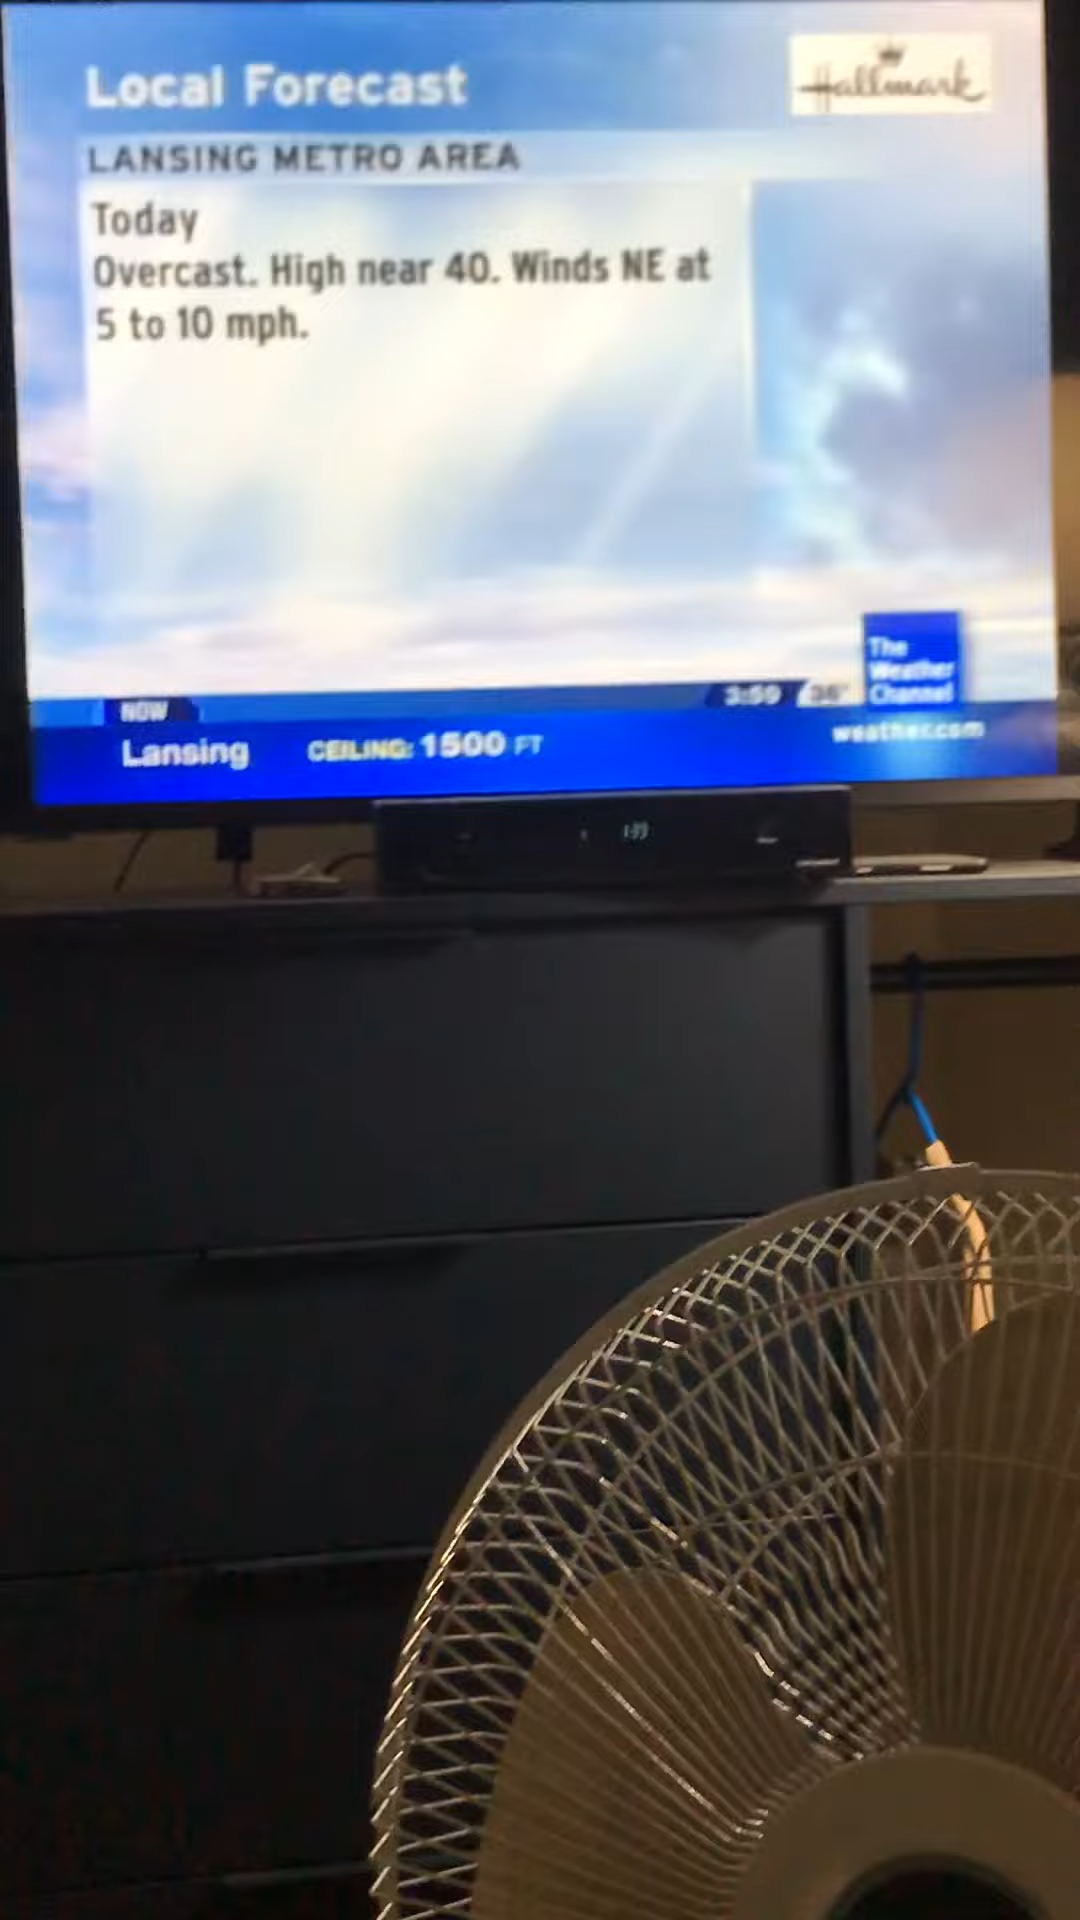 Local Forecast
Hallmark
LANSING METRO AREA
Today
Overcast. High near 40. Winds NE at
5 to 10 mph.
The
Weather
Channel
3:59
NOW
Lansing CEILING: 1500 FT
weather.com